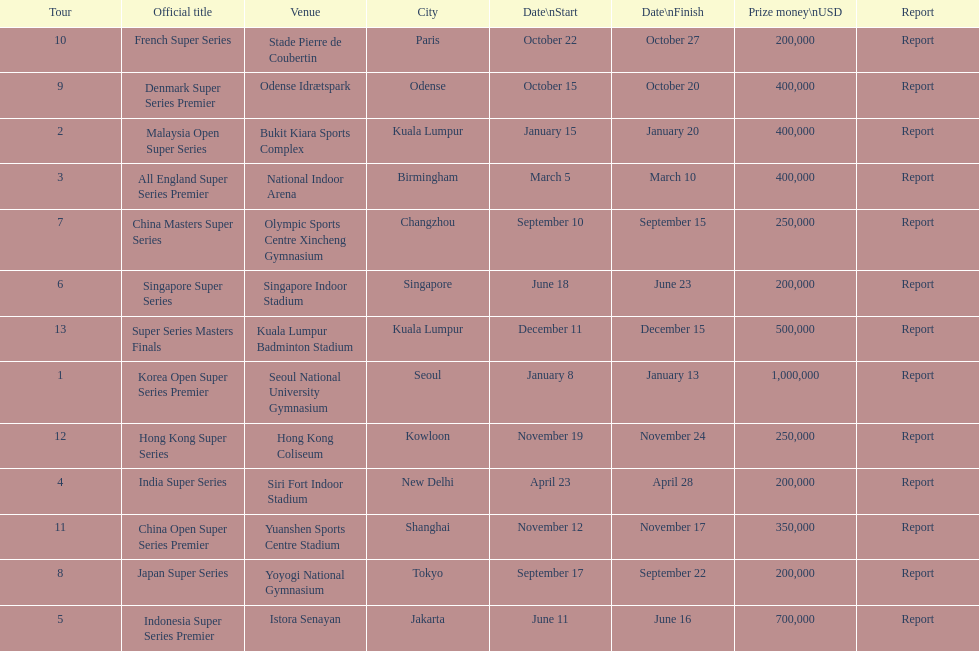 Tour Official title Venue City Date\nStart Date\nFinish Prize money\nUSD Report
10 French Super Series Stade Pierre de Coubertin Paris October 22 October 27 200,000 Report
9 Denmark Super Series Premier Odense Idrætspark Odense October 15 October 20 400,000 Report
2 Malaysia Open Super Series Bukit Kiara Sports Complex Kuala Lumpur January 15 January 20 400,000 Report
3 All England Super Series Premier National Indoor Arena Birmingham March 5 March 10 400,000 Report
7 China Masters Super Series Olympic Sports Centre Xincheng Gymnasium Changzhou September 10 September 15 250,000 Report
6 Singapore Super Series Singapore Indoor Stadium Singapore June 18 June 23 200,000 Report
13 Super Series Masters Finals Kuala Lumpur Badminton Stadium Kuala Lumpur December 11 December 15 500,000 Report
1 Korea Open Super Series Premier Seoul National University Gymnasium Seoul January 8 January 13 1,000,000 Report
12 Hong Kong Super Series Hong Kong Coliseum Kowloon November 19 November 24 250,000 Report
4 India Super Series Siri Fort Indoor Stadium New Delhi April 23 April 28 200,000 Report
11 China Open Super Series Premier Yuanshen Sports Centre Stadium Shanghai November 12 November 17 350,000 Report
8 Japan Super Series Yoyogi National Gymnasium Tokyo September 17 September 22 200,000 Report
5 Indonesia Super Series Premier Istora Senayan Jakarta June 11 June 16 700,000 Report